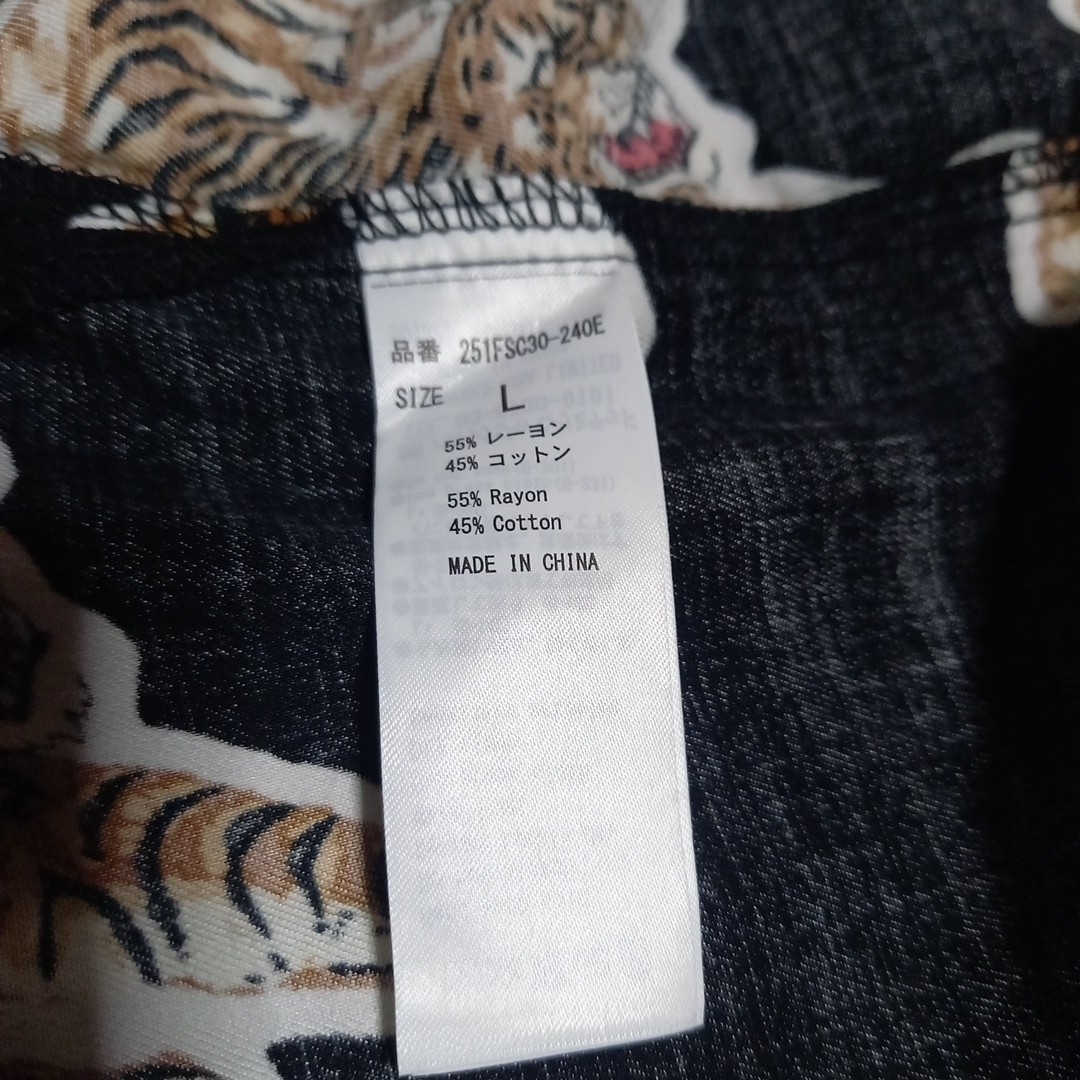 品番 251FSC30-240E
SIZE L
55% レーヨン
45% コットン
55% Rayon
45% Cotton
MADE IN CHINA